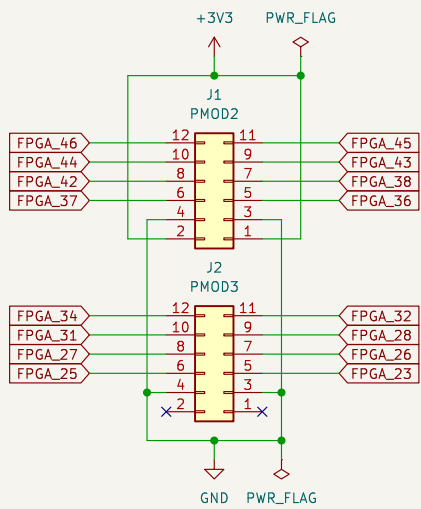 +3V3 PWR_FLAG
J1
PMOD2
FPGA_46 12 11 FPGA_45
FPGA_44 10 9 FPGA_43
FPGA_42 8 7 FPGA_38
FPGA_37 6 5 FPGA_36
4 3
2 1
J2
PMOD3
FPGA_34 12 11 FPGA_32
FPGA_31 10 9 FPGA_28
FPGA_27 8 7 FPGA_26
FPGA_25 6 5 FPGA_23
4 3
2 1
GND PWR_FLAG